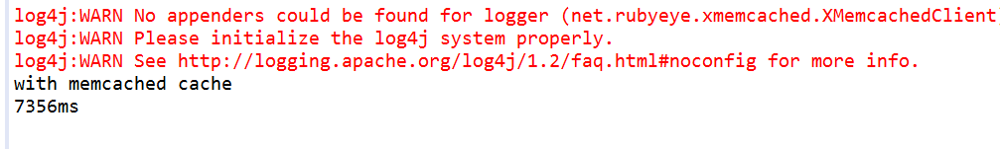 log4j:WARN No appenders could be found for logger (net.rubyeye.xmemcached.XMemcachedClient)
log4j:WARN Please initialize the log4j system properly.
log4j:WARN See http://logging.apache.org/log4j/1.2/faq.html#noconfig for more info.
with memcached cache
7356ms